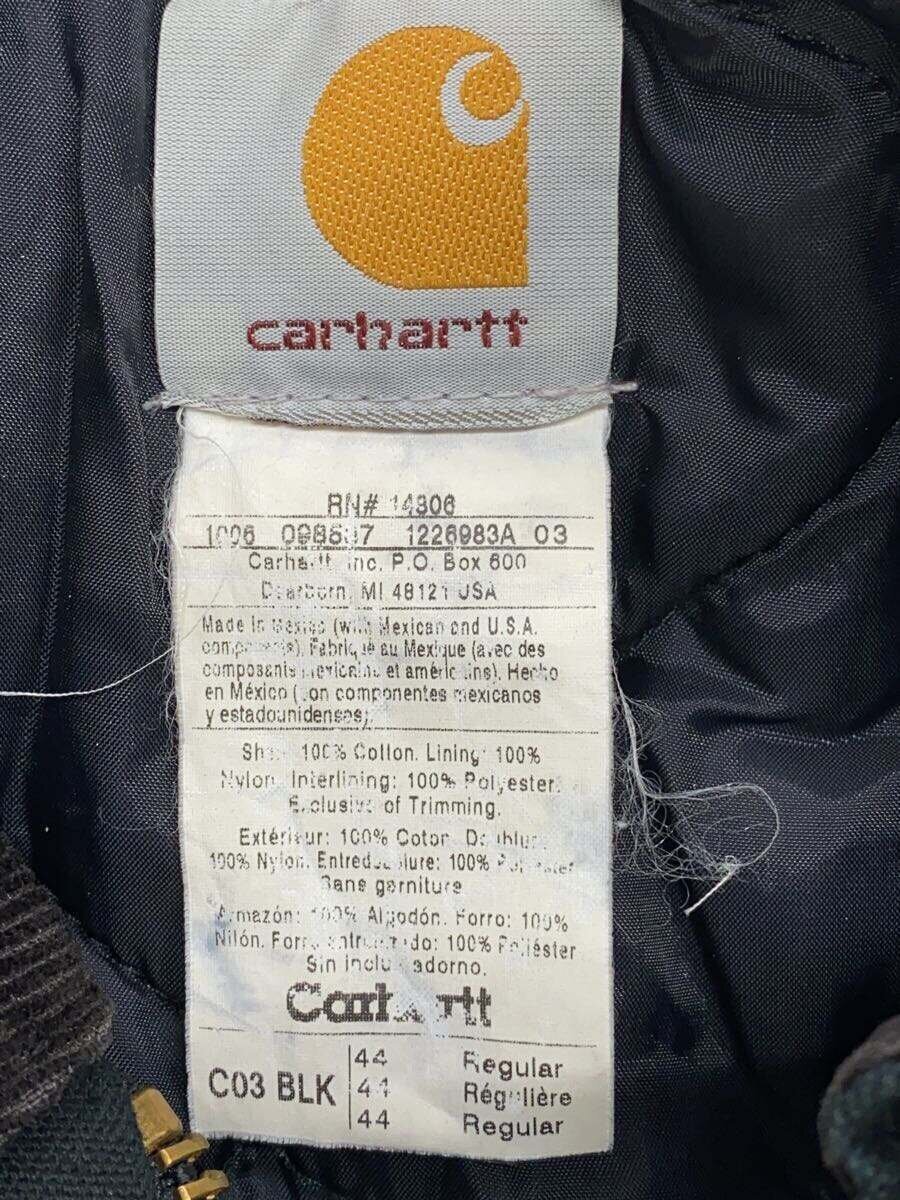 carhartt
RN# 14806
1226983A 03
Carhartt, Inc. P.O. Box 600
Dearborn, MI 48121 USA
Made in Mexico (with Mexican and U.S.A.
components). Fabriqué au Mexique (avec des
composants mexicains et américains). Hecho
en México (con componentes mexicanos
y estadounidenses).
Shell: 100% Cotton. Lining: 100%
Nylon. Interlining: 100% Polyester.
Exclusive of Trimming.
Extérieur: 100% Coton. Doublure:
100% Nylon. Entredoublure: 100% Polyester
Sans garniture
Armazón: 100% Algodón. Forro: 100%
Nilón. Forro entretejido: 100% Poliéster
Sin incluir adorno.
Carhartt
C03 BLK
44 Regular
44 Régulière
44 Regular